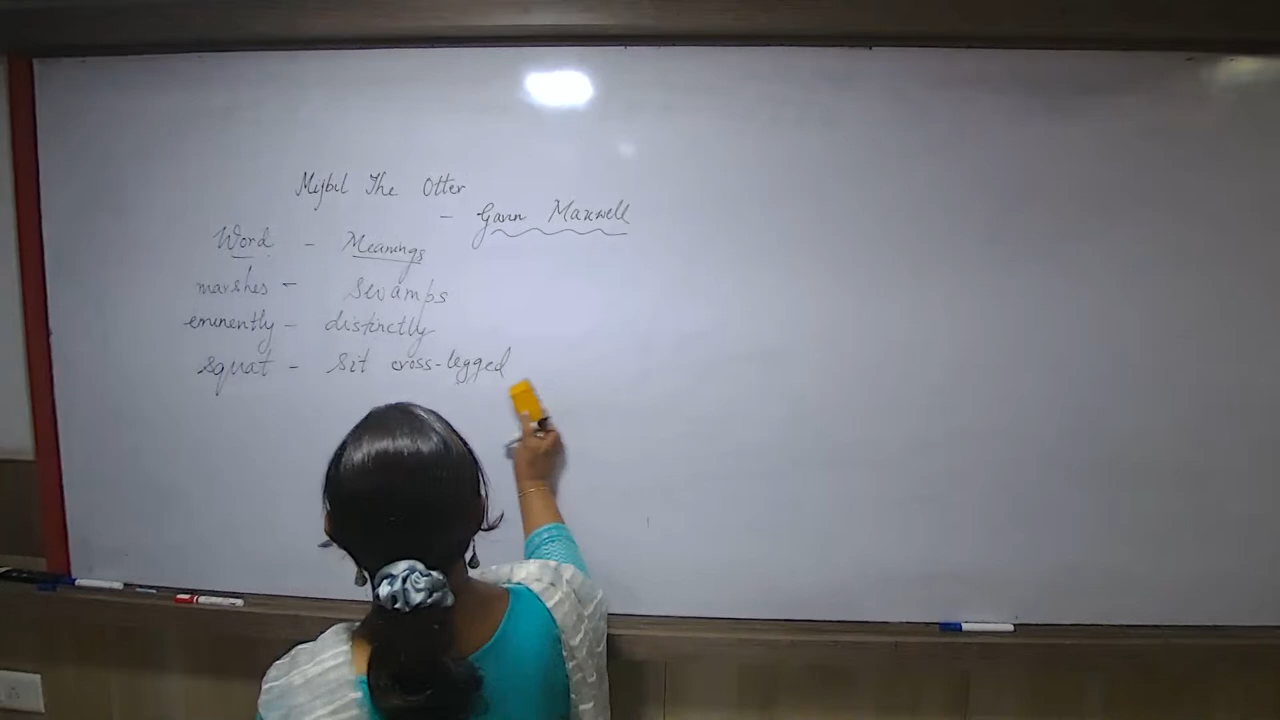 Mijbil The Otter
- Gavin Maxwell
Word - Meanings
marshes - swamps
eminently - distinctly
squat - sit cross-legged